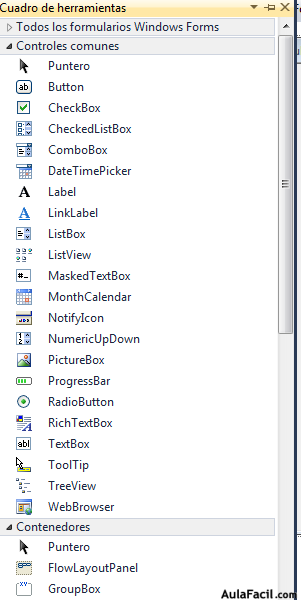 Cuadro de herramientas
Todos los formularios Windows Forms
Controles comunes
Puntero
Button
CheckBox
CheckedListBox
ComboBox
DateTimePicker
Label
LinkLabel
ListBox
ListView
MaskedTextBox
MonthCalendar
NotifyIcon
NumericUpDown
PictureBox
ProgressBar
RadioButton
RichTextBox
TextBox
ToolTip
TreeView
WebBrowser
Contenedores
Puntero
FlowLayoutPanel
GroupBox
AulaFacil.com